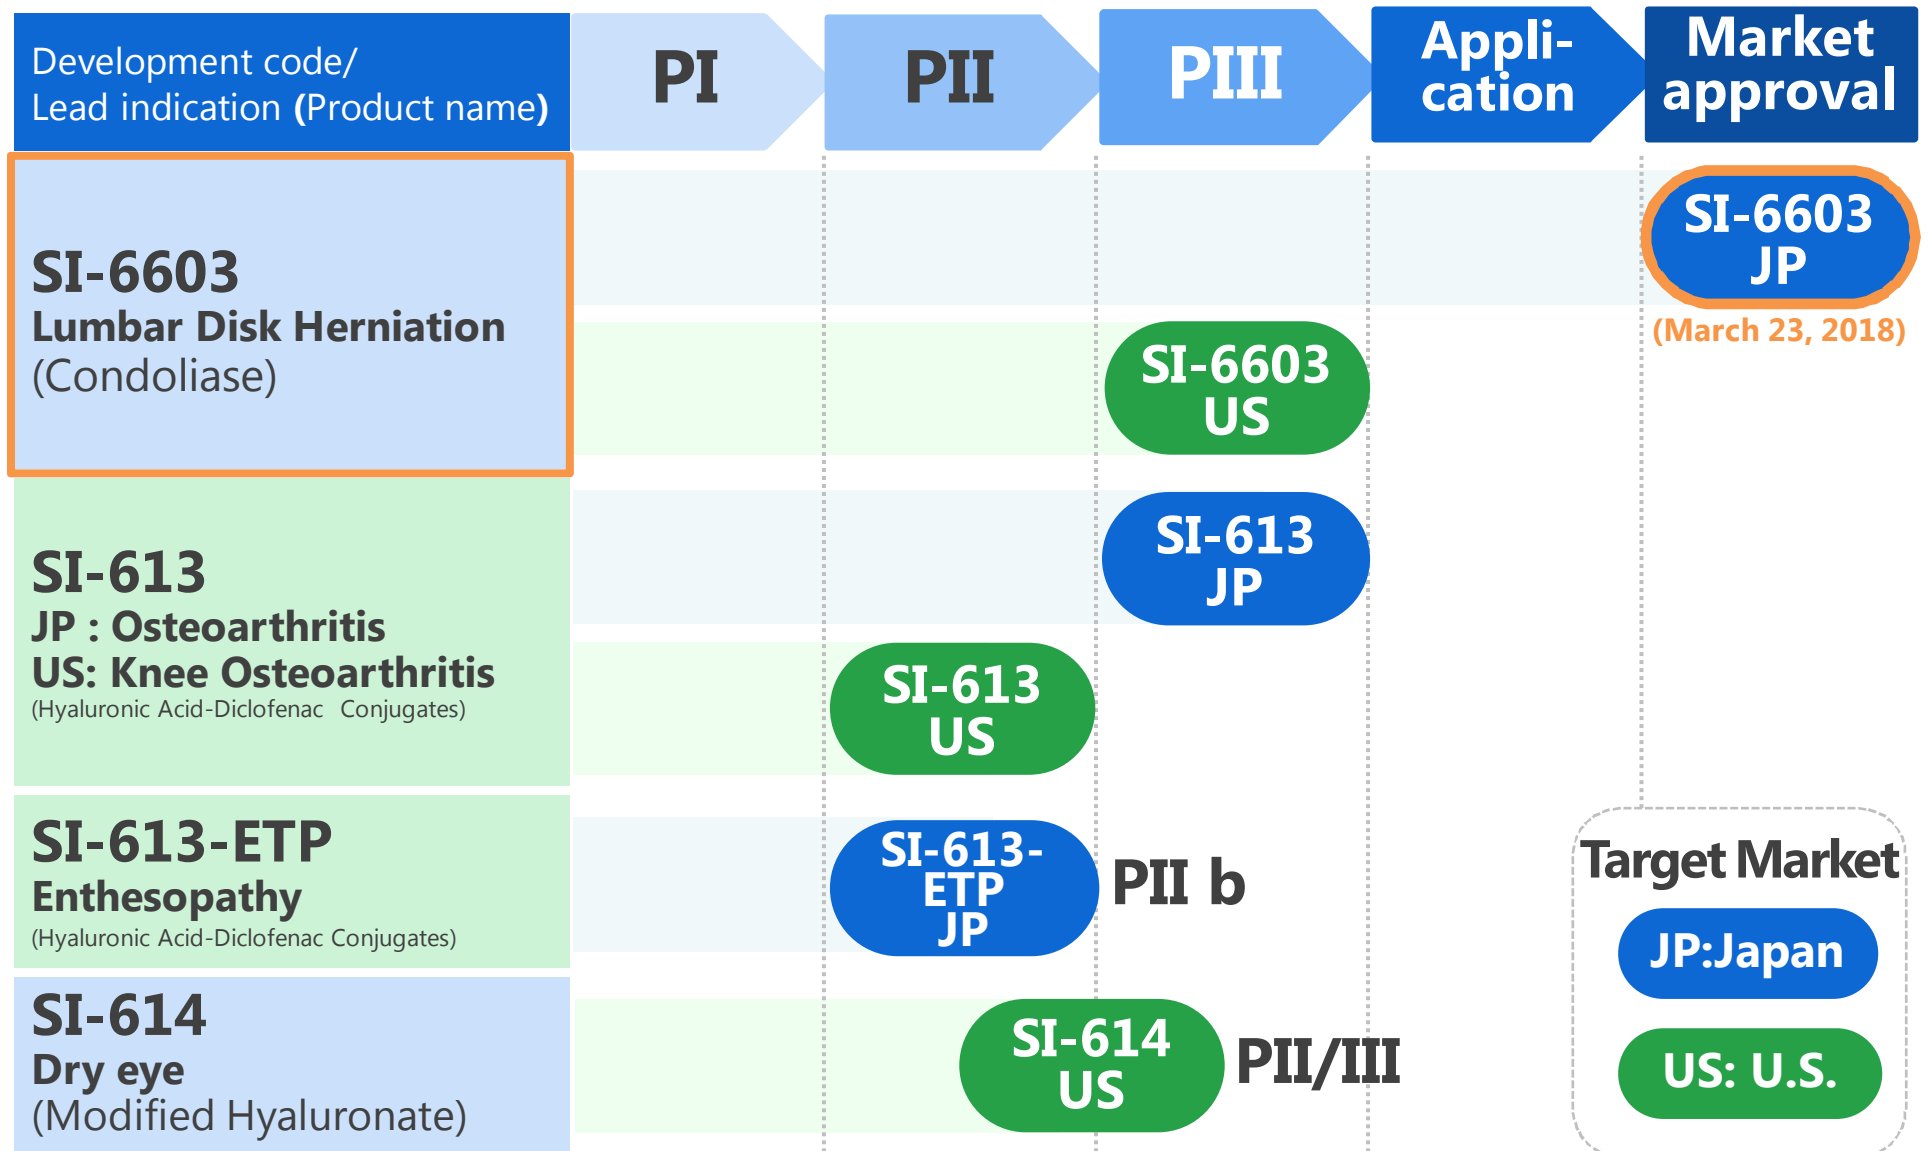 Development code/
Lead indication (Product name)
PI
PII
PIII
Appli-
cation
Market
approval
SI-6603
Lumbar Disk Herniation
(Condoliase)
SI-6603
JP
(March 23, 2018)
SI-6603
US
SI-613
JP : Osteoarthritis
US: Knee Osteoarthritis
(Hyaluronic Acid-Diclofenac Conjugates)
SI-613
JP
SI-613
US
SI-613-ETP
Enthesopathy
(Hyaluronic Acid-Diclofenac Conjugates)
SI-613-
ETP
JP
PII b
SI-614
Dry eye
(Modified Hyaluronate)
SI-614
US
PII/III
Target Market
JP:Japan
US: U.S.